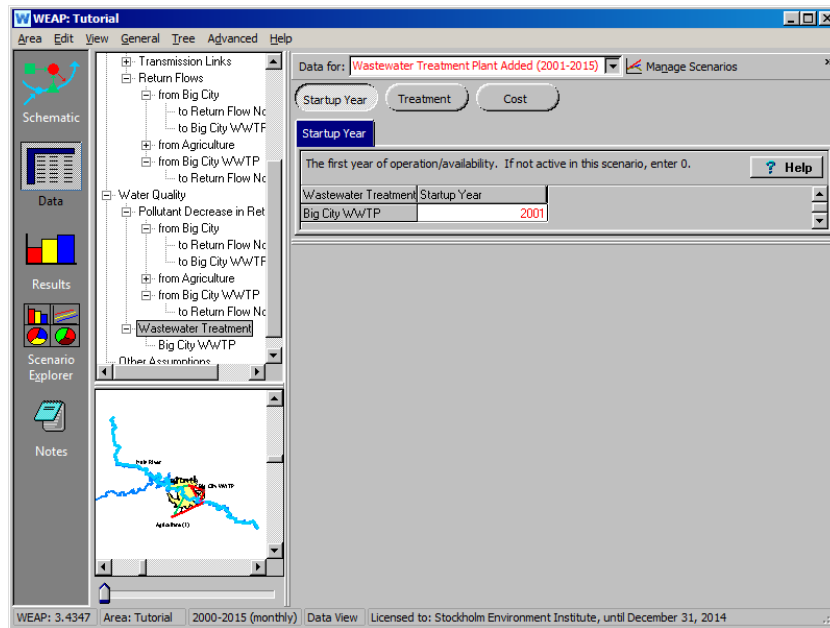 WEAP: Tutorial
Area Edit View General Tree Advanced Help
Schematic
Data
Results
Scenario
Explorer
Notes
Transmission Links
Return Flows
from Big City
to Return Flow Nc
to Big City WWTP
from Agriculture
from Big City WWTP
to Return Flow Nc
Water Quality
Pollutant Decrease in Ret
from Big City
to Return Flow Nc
to Big City WWTP
from Agriculture
from Big City WWTP
to Return Flow Nc
Wastewater Treatment
Big City WWTP
Other Assumptions
Main River
Big City WWTP
Agriculture (1)
Data for: Wastewater Treatment Plant Added (2001-2015) Manage Scenarios »
Startup Year Treatment Cost
Startup Year
The first year of operation/availability. If not active in this scenario, enter 0.
? Help
Wastewater Treatment Startup Year
Big City WWTP 2001
WEAP: 3.4347 Area: Tutorial 2000-2015 (monthly) Data View Licensed to: Stockholm Environment Institute, until December 31, 2014